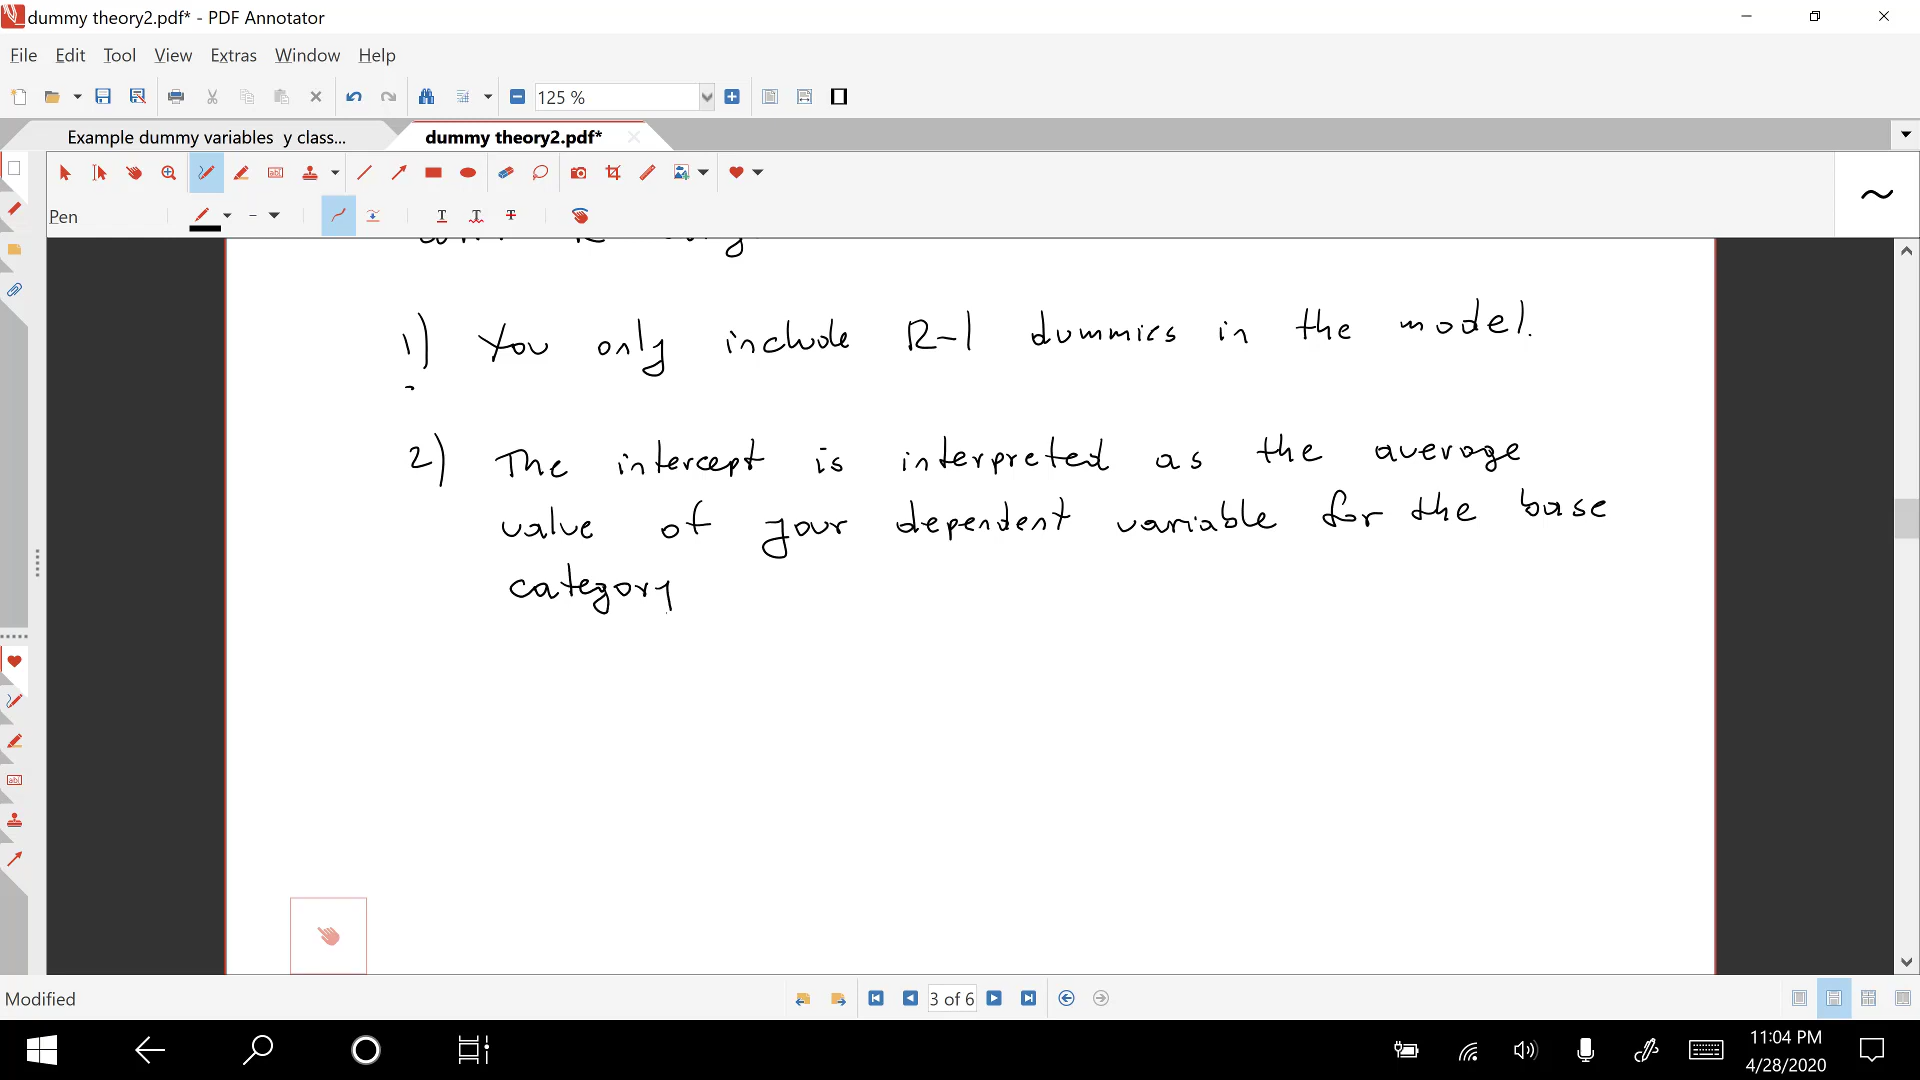 dummy theory2.pdf* - PDF Annotator
File Edit Tool View Extras Window Help
125 %
Example dummy variables y class...
dummy theory2.pdf*
Pen
1) You only include R-1 dummies in the model.
2) The intercept is interpreted as the average
value of your dependent variable for the base
category
Modified
3 of 6
11:04 PM
4/28/2020